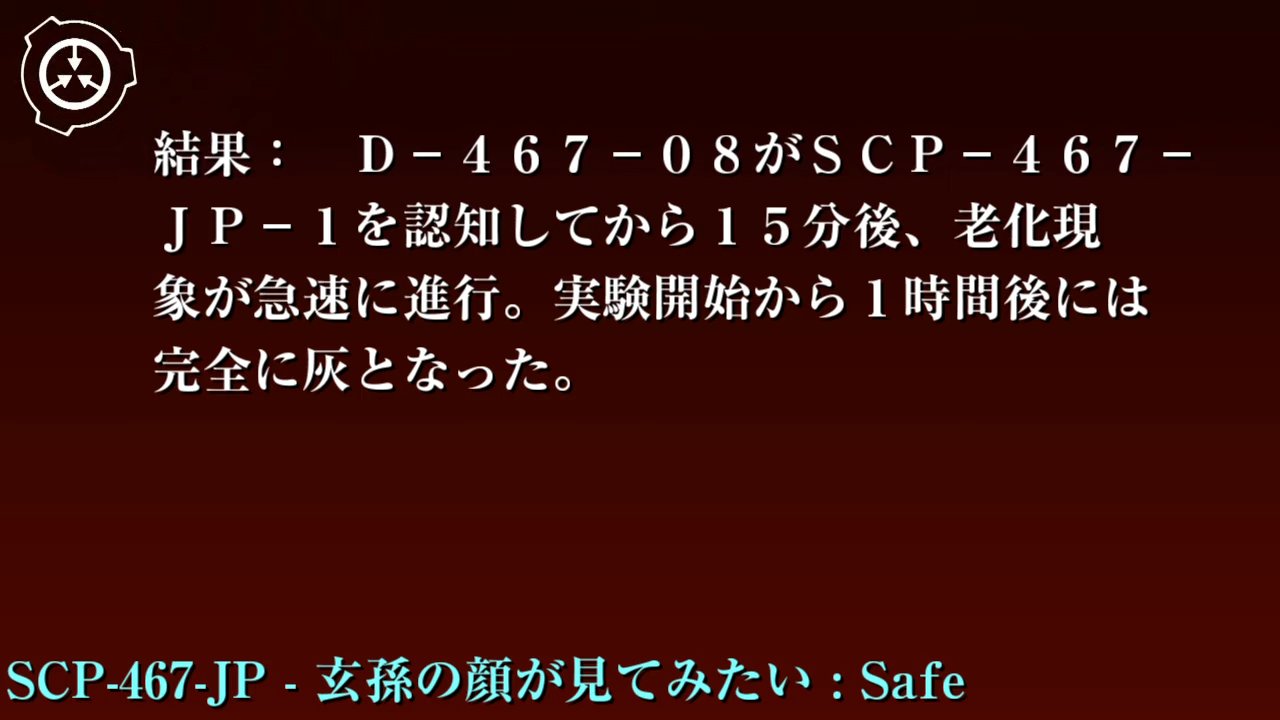 結果：　Ｄ－４６７－０８がＳＣＰ－４６７－
ＪＰ－１を認知してから１５分後、老化現
象が急速に進行。実験開始から１時間後には
完全に灰となった。
SCP-467-JP - 玄孫の顔が見てみたい : Safe